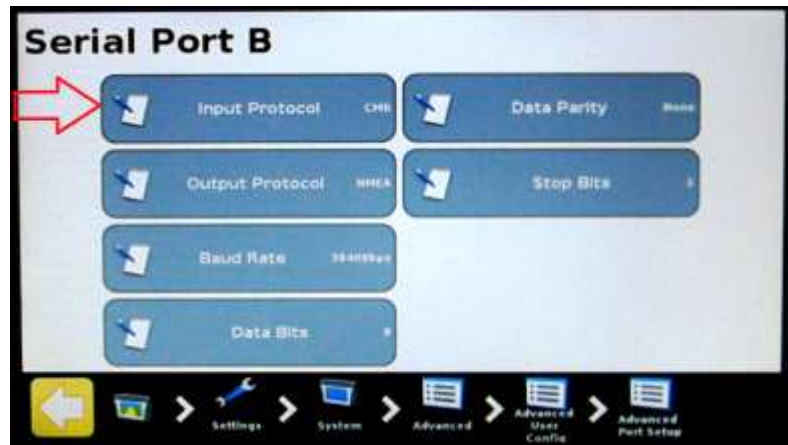 Serial Port B
Input Protocol CMR
Data Parity None
Output Protocol NMEA
Stop Bits
Baud Rate 38400Bps
Data Bits 8
Settings
System
Advanced
Advanced
User
Config
Advanced
Port Setup